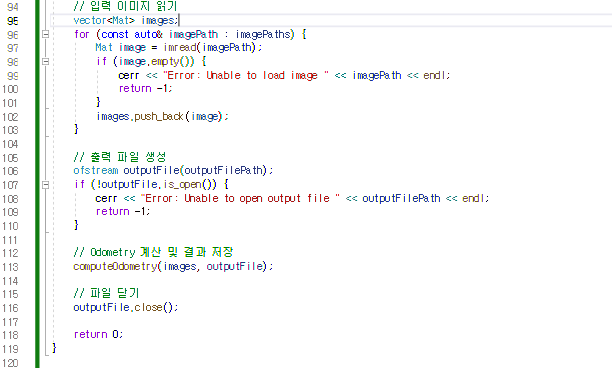 94 // 입력 이미지 읽기
95 vector<Mat> images;
96 for (const auto& imagePath : imagePaths) {
97 Mat image = imread(imagePath);
98 if (image.empty()) {
99 cerr << "Error: Unable to load image " << imagePath << endl;
100 return -1;
101 }
102 images.push_back(image);
103 }
104
105 // 출력 파일 생성
106 ofstream outputFile(outputFilePath);
107 if (!outputFile.is_open()) {
108 cerr << "Error: Unable to open output file " << outputFilePath << endl;
109 return -1;
110 }
111
112 // Odometry 계산 및 결과 저장
113 computeOdometry(images, outputFile);
114
115 // 파일 닫기
116 outputFile.close();
117
118 return 0;
119 }
120